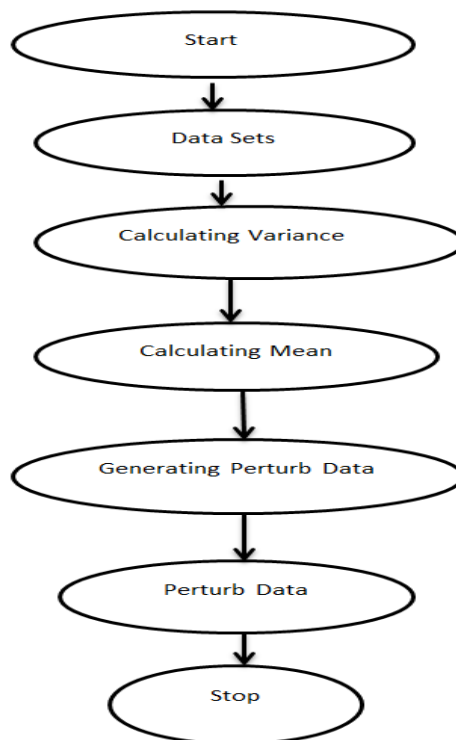 Start
Data Sets
Calculating Variance
Calculating Mean
Generating Perturb Data
Perturb Data
Stop